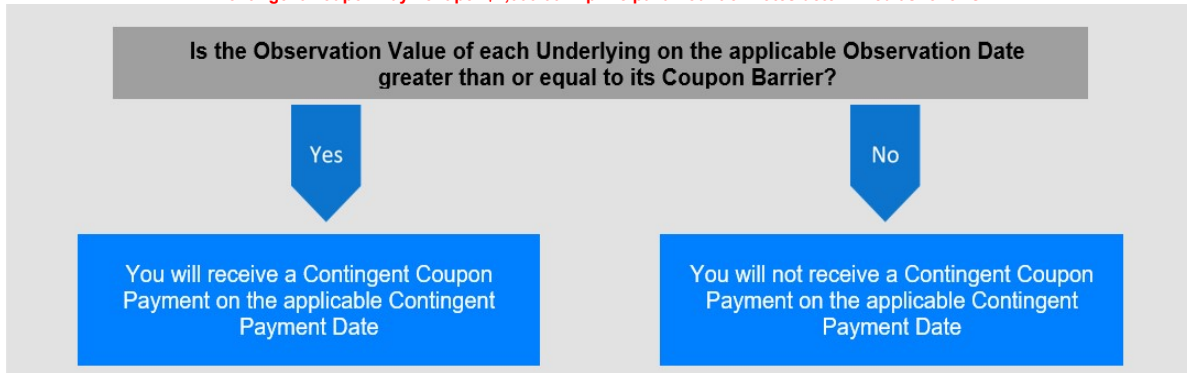 Is the Observation Value of each Underlying on the applicable Observation Date
greater than or equal to its Coupon Barrier?
Yes
No
You will receive a Contingent Coupon
Payment on the applicable Contingent
Payment Date
You will not receive a Contingent Coupon
Payment on the applicable Contingent
Payment Date